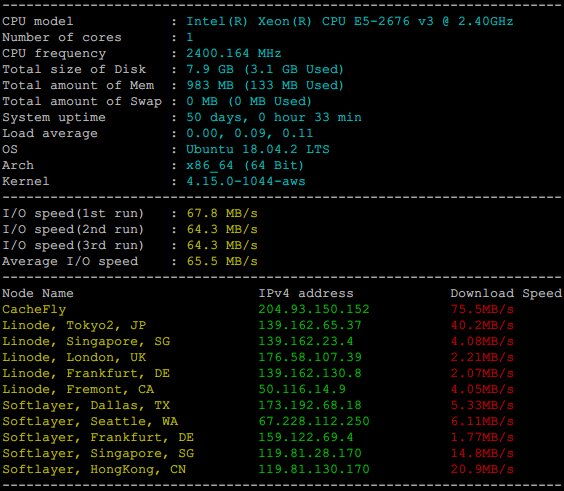 ----------------------------------------------------------------------
CPU model            : Intel(R) Xeon(R) CPU E5-2676 v3 @ 2.40GHz
Number of cores      : 1
CPU frequency        : 2400.164 MHz
Total size of Disk   : 7.9 GB (3.1 GB Used)
Total amount of Mem  : 983 MB (133 MB Used)
Total amount of Swap : 0 MB (0 MB Used)
System uptime        : 50 days, 0 hour 33 min
Load average         : 0.00, 0.09, 0.11
OS                   : Ubuntu 18.04.2 LTS
Arch                 : x86_64 (64 Bit)
Kernel               : 4.15.0-1044-aws
----------------------------------------------------------------------
I/O speed(1st run)   : 67.8 MB/s
I/O speed(2nd run)   : 64.3 MB/s
I/O speed(3rd run)   : 64.3 MB/s
Average I/O speed    : 65.5 MB/s
----------------------------------------------------------------------
Node Name                       IPv4 address            Download Speed
CacheFly                        204.93.150.152          75.5MB/s
Linode, Tokyo2, JP              139.162.65.37           40.2MB/s
Linode, Singapore, SG           139.162.23.4            4.08MB/s
Linode, London, UK              176.58.107.39           2.21MB/s
Linode, Frankfurt, DE           139.162.130.8           2.07MB/s
Linode, Fremont, CA             50.116.14.9             4.05MB/s
Softlayer, Dallas, TX           173.192.68.18           5.33MB/s
Softlayer, Seattle, WA          67.228.112.250          6.11MB/s
Softlayer, Frankfurt, DE        159.122.69.4            1.77MB/s
Softlayer, Singapore, SG        119.81.28.170           14.8MB/s
Softlayer, HongKong, CN         119.81.130.170          20.9MB/s
----------------------------------------------------------------------